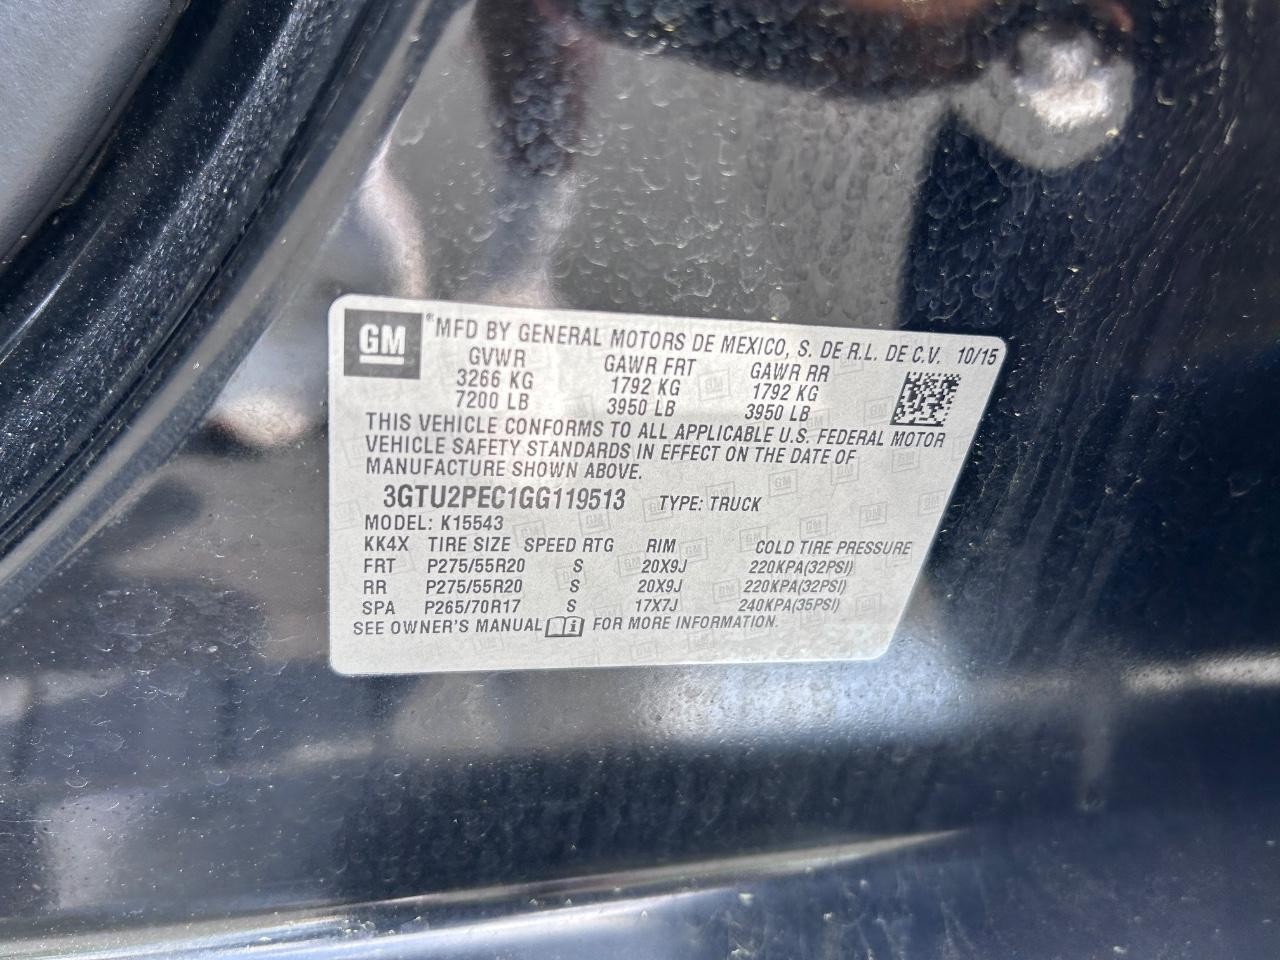 GM ® MFD BY GENERAL MOTORS DE MEXICO, S. DE R.L. DE C.V. 10/15
GVWR GAWR FRT GAWR RR
3266 KG 1792 KG 1792 KG
7200 LB 3950 LB 3950 LB
THIS VEHICLE CONFORMS TO ALL APPLICABLE U.S. FEDERAL MOTOR
VEHICLE SAFETY STANDARDS IN EFFECT ON THE DATE OF
MANUFACTURE SHOWN ABOVE.
3GTU2PEC1GG119513 TYPE: TRUCK
MODEL: K15543
KK4X TIRE SIZE SPEED RTG RIM COLD TIRE PRESSURE
FRT P275/55R20 S 20X9J 220KPA(32PSI)
RR P275/55R20 S 20X9J 220KPA(32PSI)
SPA P265/70R17 S 17X7J 240KPA(35PSI)
SEE OWNER'S MANUAL FOR MORE INFORMATION.